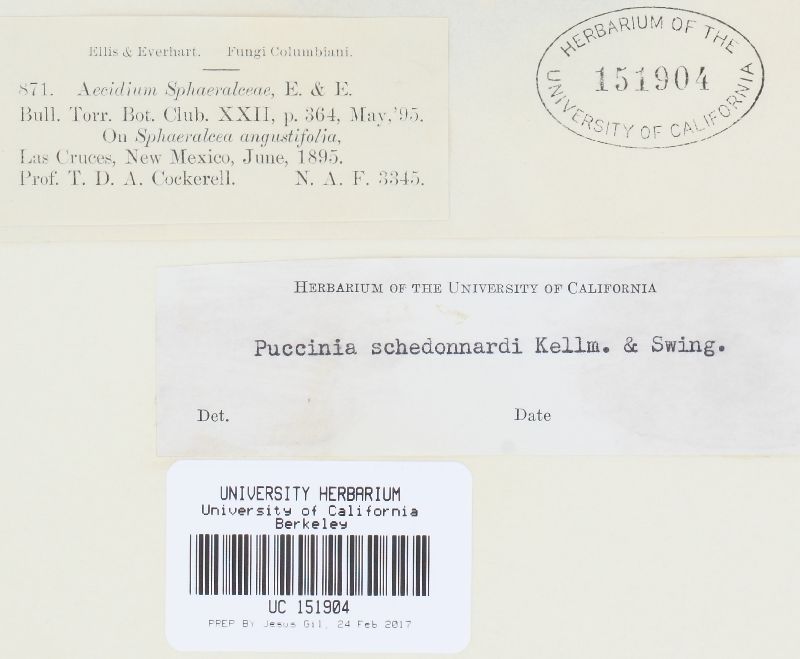 Ellis & Everhart. Fungi Columbiani.
871. Aecidium Sphaeralceae, E. & E.
Bull. Torr. Bot. Club. XXII, p. 364, May,'95.
On Sphaeralcea angustifolia,
Las Cruces, New Mexico, June, 1895.
Prof. T. D. A. Cockerell. N. A. F. 3345.
HERBARIUM OF THE
151904
UNIVERSITY OF CALIFORNIA
HERBARIUM OF THE UNIVERSITY OF CALIFORNIA
Puccinia schedonnardi Kellm. & Swing.
Det. Date
UNIVERSITY HERBARIUM
University of California
Berkeley
UC 151904
PREP BY Jesus Gil, 24 Feb 2017